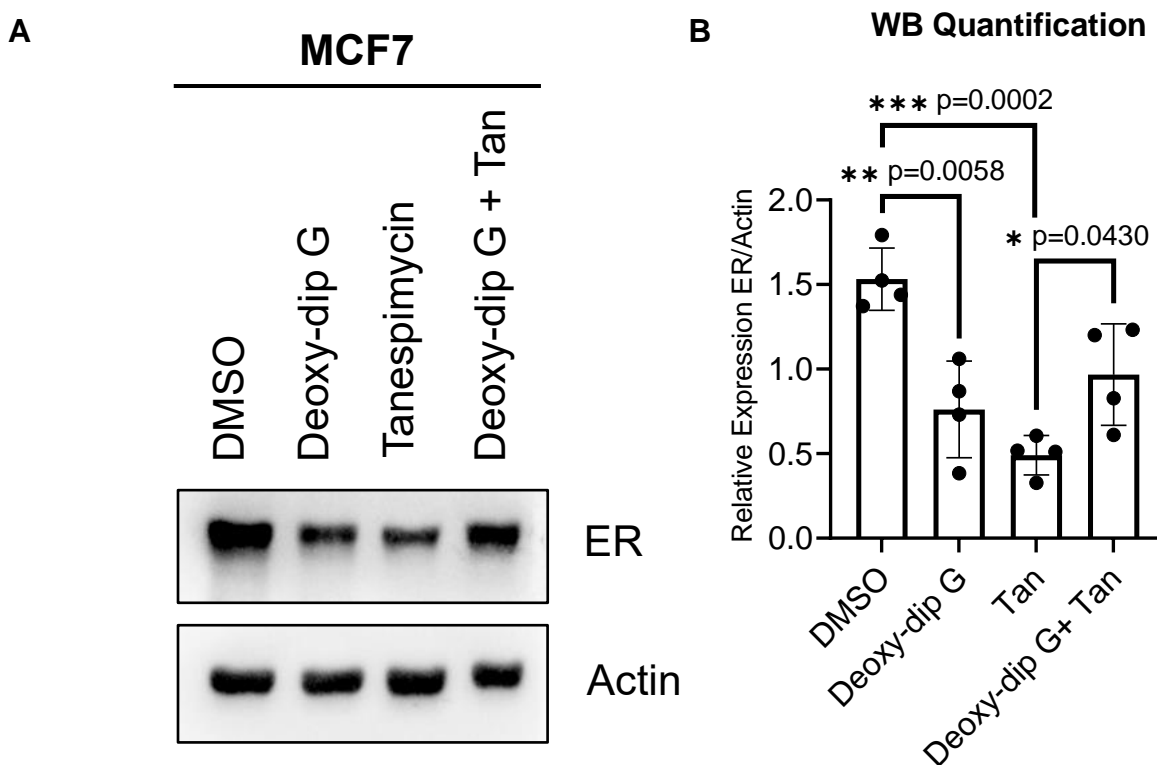 A
MCF7
DMSO
Deoxy-dip G
Tanespimycin
Deoxy-dip G + Tan
ER
Actin
B
WB Quantification
*** p=0.0002
** p=0.0058
* p=0.0430
Relative Expression ER/Actin
2.0
1.5
1.0
0.5
0.0
DMSO
Deoxy-dip G
Tan
Deoxy-dip G+ Tan